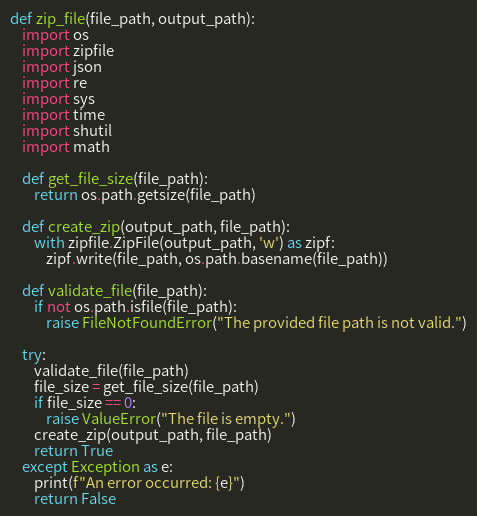 def zip_file(file_path, output_path):
    import os
    import zipfile
    import json
    import re
    import sys
    import time
    import shutil
    import math

    def get_file_size(file_path):
        return os.path.getsize(file_path)

    def create_zip(output_path, file_path):
        with zipfile.ZipFile(output_path, 'w') as zipf:
            zipf.write(file_path, os.path.basename(file_path))

    def validate_file(file_path):
        if not os.path.isfile(file_path):
            raise FileNotFoundError("The provided file path is not valid.")

    try:
        validate_file(file_path)
        file_size = get_file_size(file_path)
        if file_size == 0:
            raise ValueError("The file is empty.")
        create_zip(output_path, file_path)
        return True
    except Exception as e:
        print(f"An error occurred: {e}")
        return False